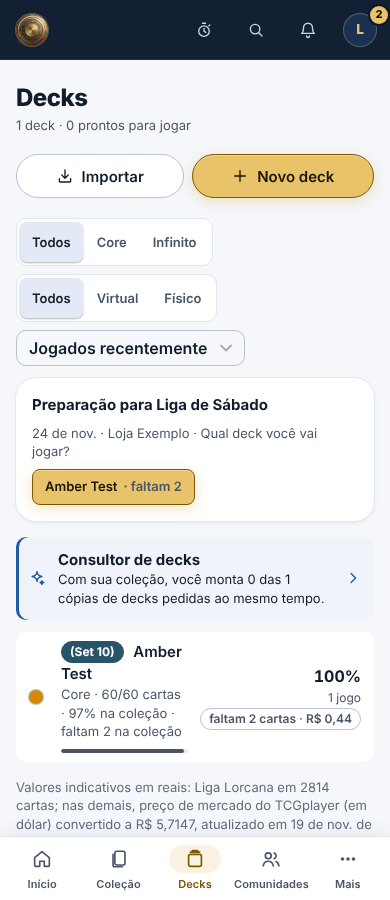 L
2
Decks
1 deck · 0 prontos para jogar
Importar
Novo deck
Todos Core Infinito
Todos Virtual Físico
Jogados recentemente
Preparação para Liga de Sábado
24 de nov. · Loja Exemplo · Qual deck você vai
jogar?
Amber Test · faltam 2
Consultor de decks
Com sua coleção, você monta 0 das 1
cópias de decks pedidas ao mesmo tempo.
(Set 10) Amber
Test
Core · 60/60 cartas
· 97% na coleção ·
faltam 2 na coleção
100%
1 jogo
faltam 2 cartas · R$ 0,44
Valores indicativos em reais: Liga Lorcana em 2814
cartas; nas demais, preço de mercado do TCGplayer (em
dólar) convertido a R$ 5,7147, atualizado em 19 de nov. de
Início Coleção Decks Comunidades Mais